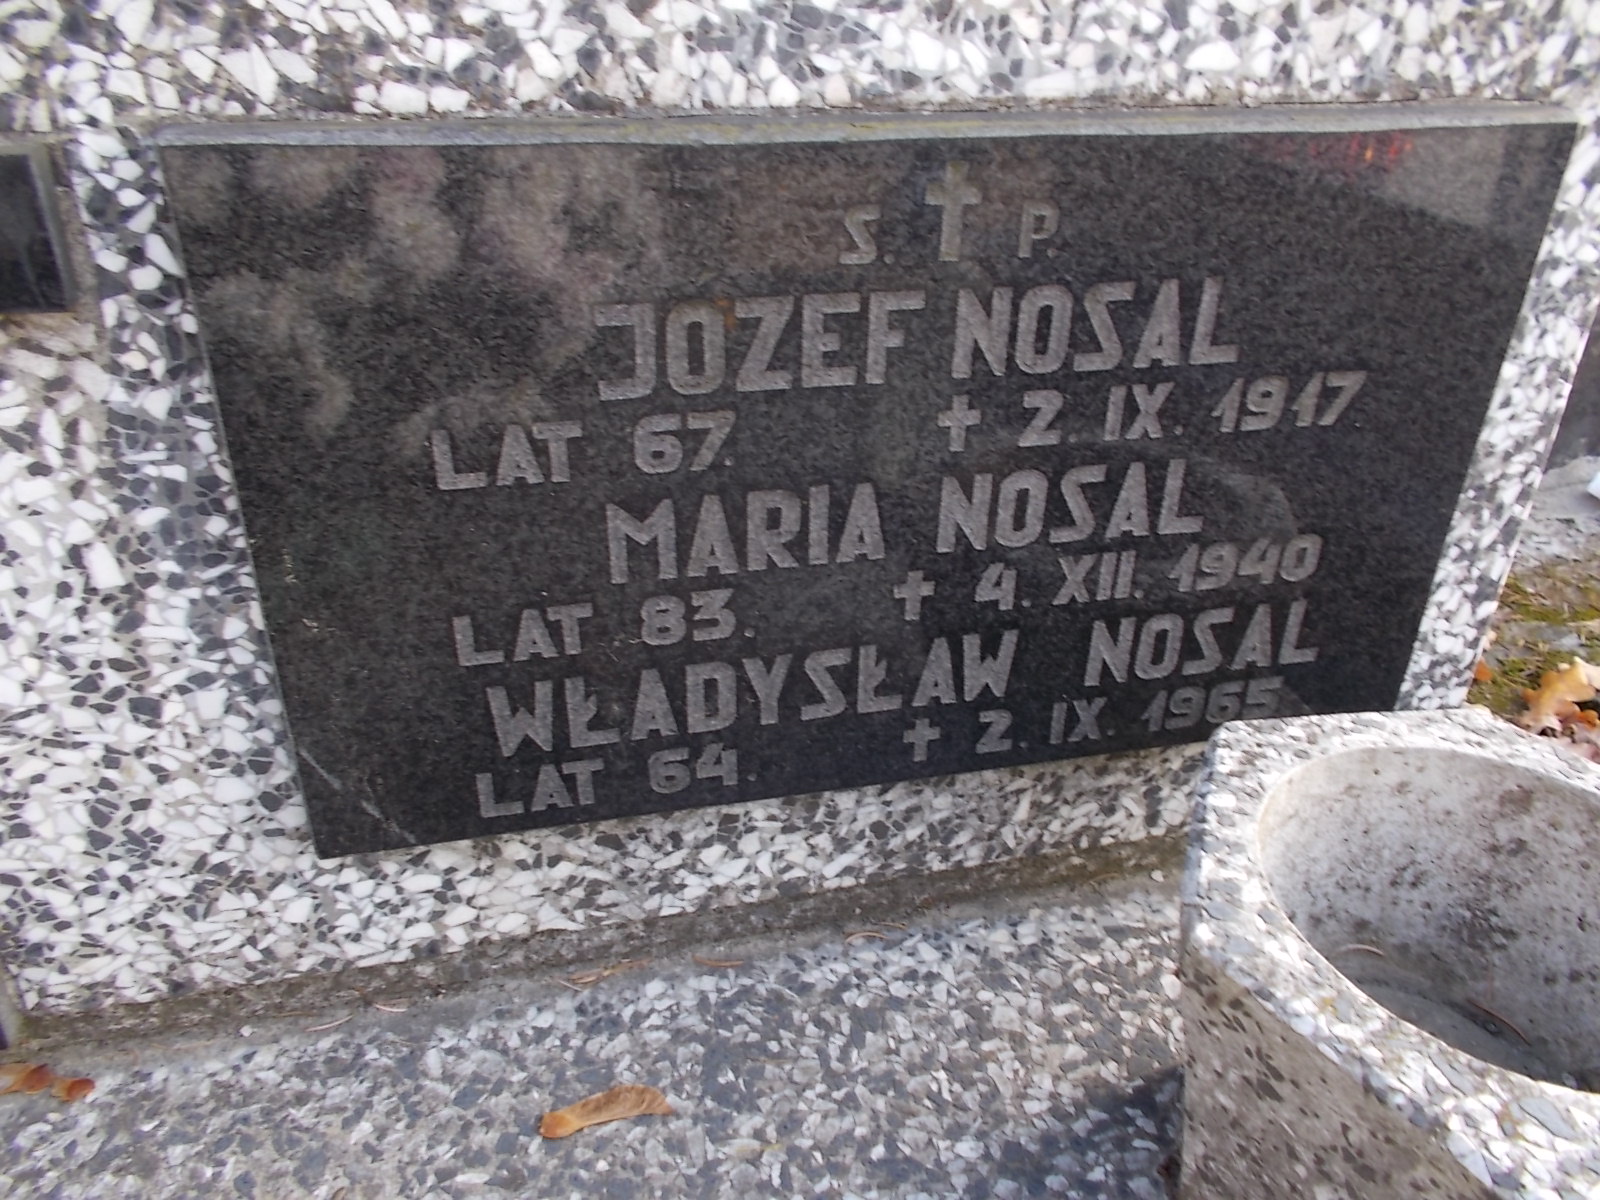 S. † P.
JOZEF NOSAL
LAT 67. † 2. IX. 1917.
MARIA NOSAL
LAT 83. † 4. XII. 1940
WŁADYSŁAW NOSAL
LAT 64. † 2. IX. 1965